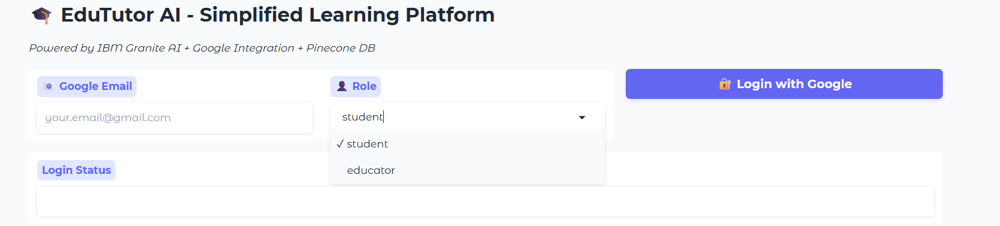 🎓 EduTutor AI - Simplified Learning Platform
Powered by IBM Granite AI + Google Integration + Pinecone DB
📧 Google Email
your.email@gmail.com
👤 Role
student
✓ student
educator
🔐 Login with Google
Login Status